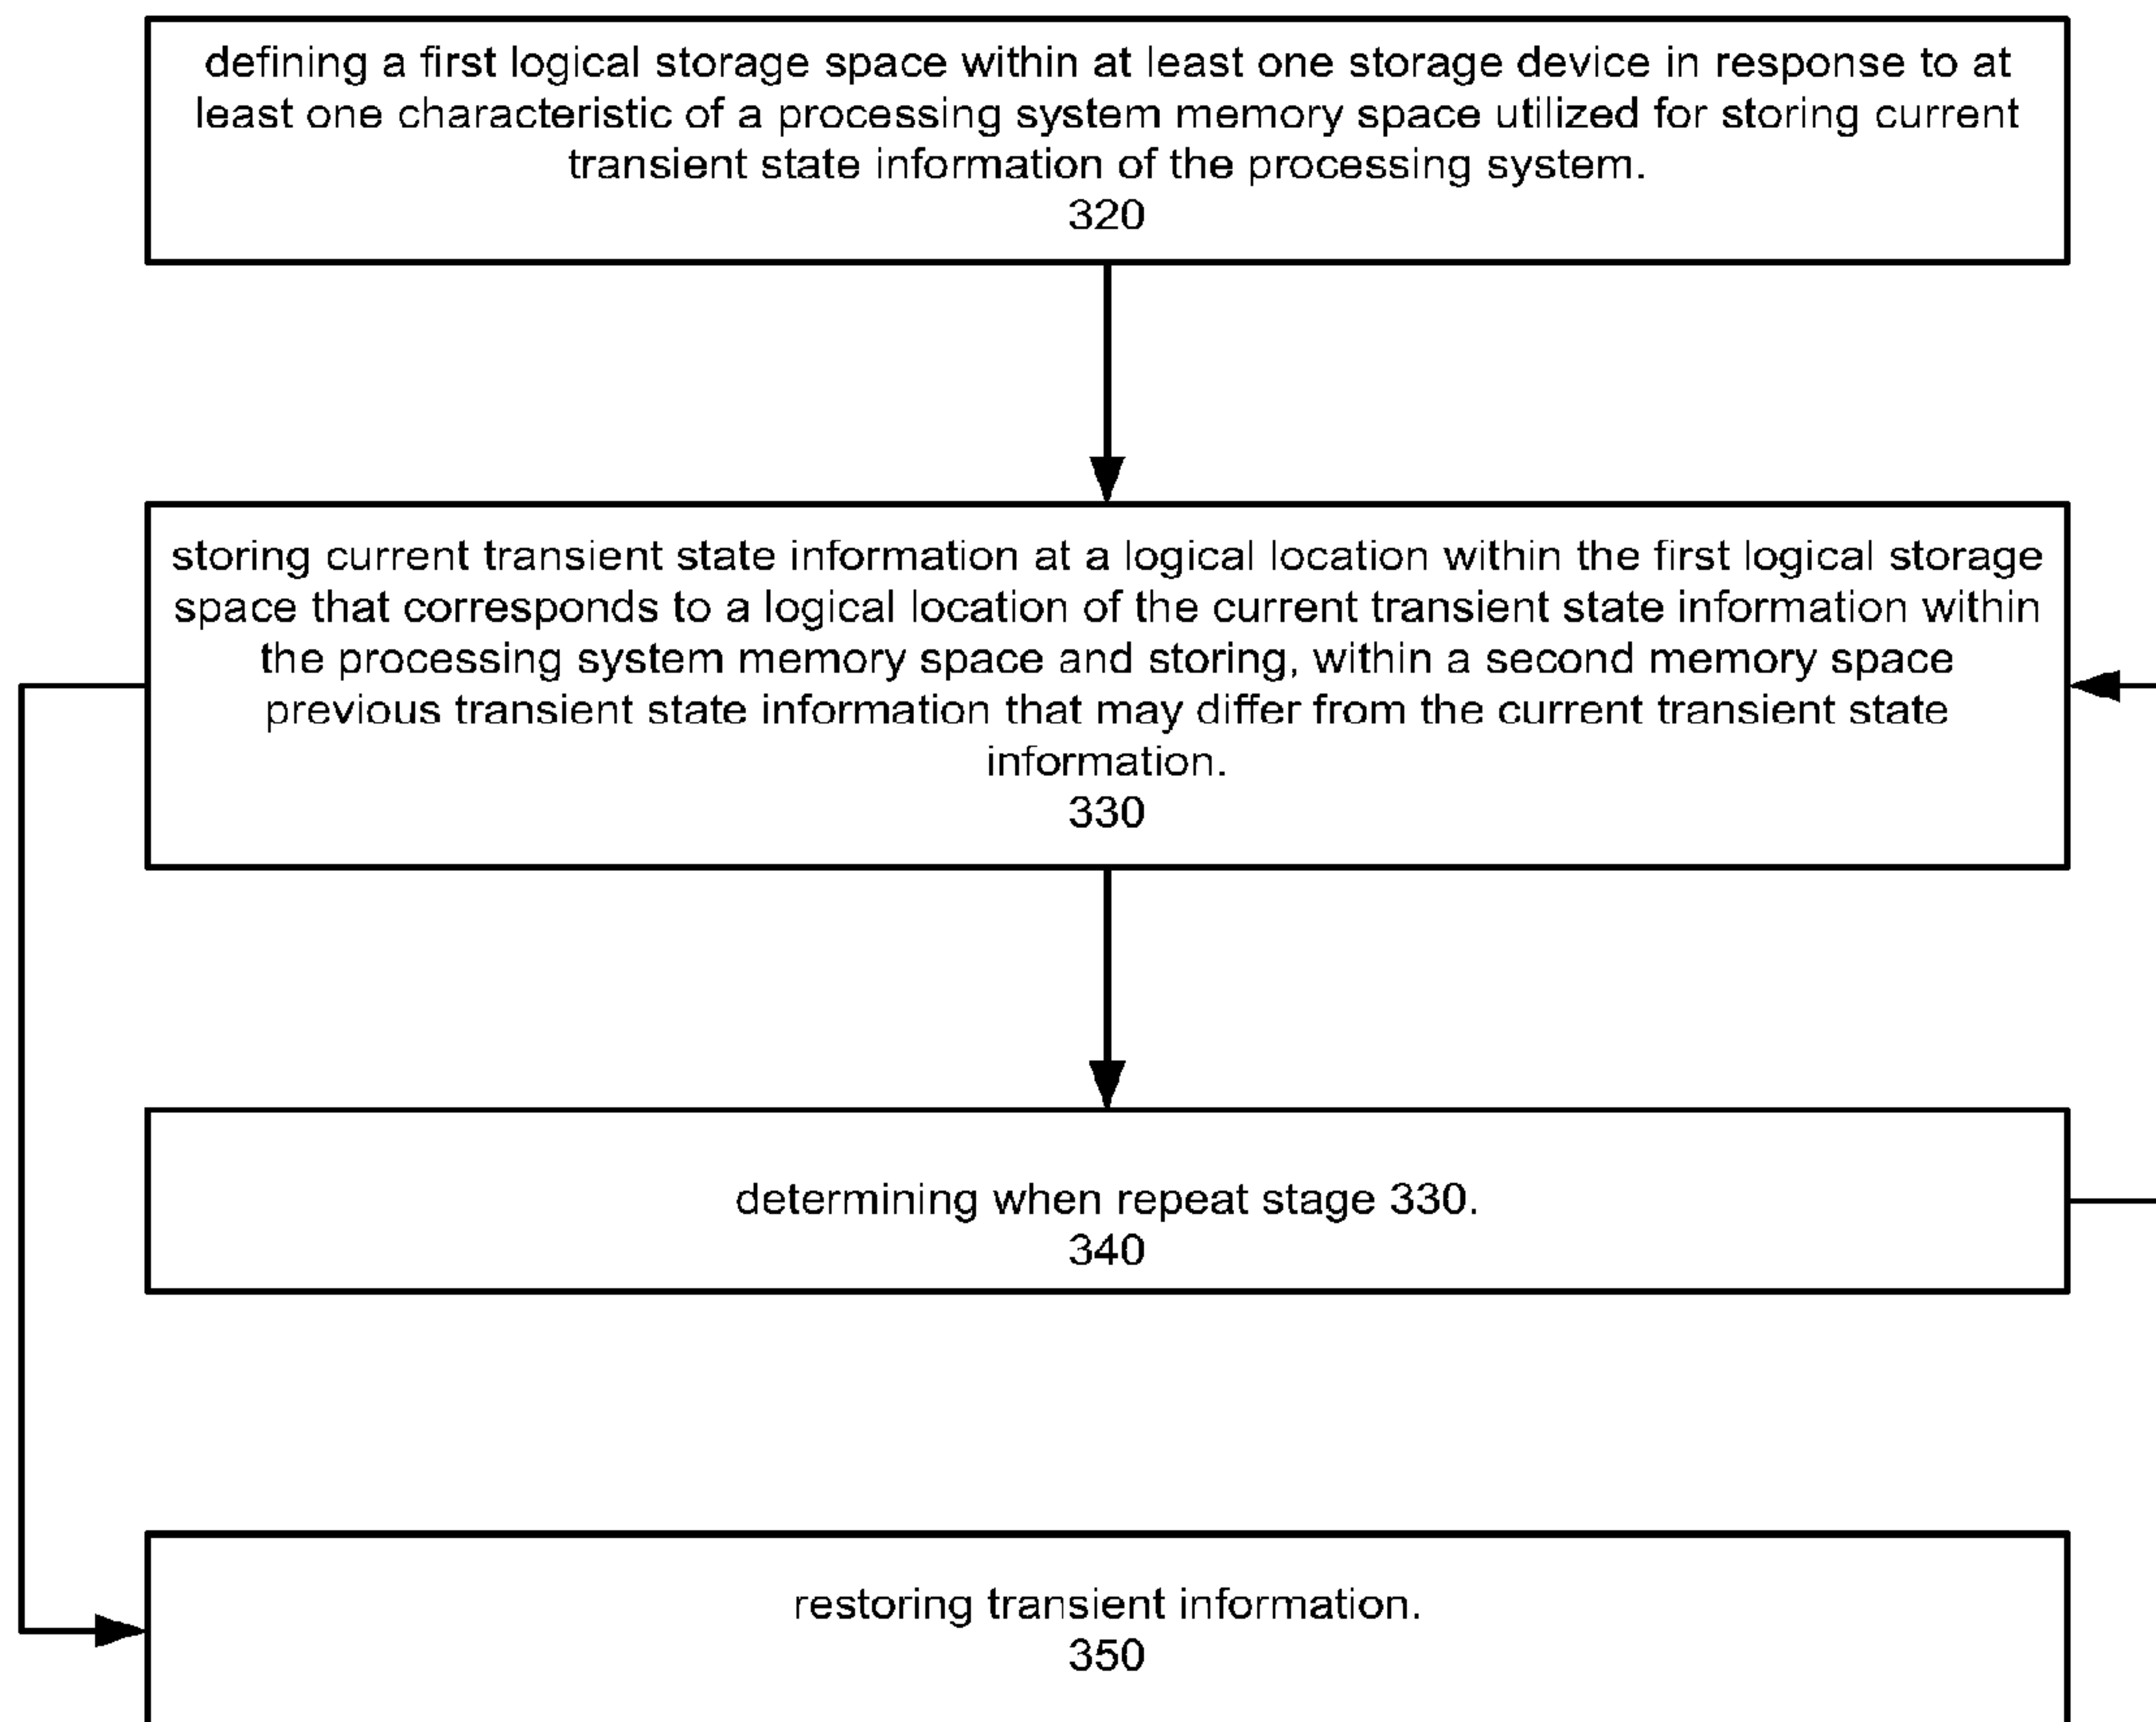 defining a first logical storage space within at least one storage device in response to at
least one characteristic of a processing system memory space utilized for storing current
transient state information of the processing system.
320
storing current transient state information at a logical location within the first logical storage
space that corresponds to a logical location of the current transient state information within
the processing system memory space and storing, within a second memory space
previous transient state information that may differ from the current transient state
information.
330
determining when repeat stage 330.
340
restoring transient information.
350